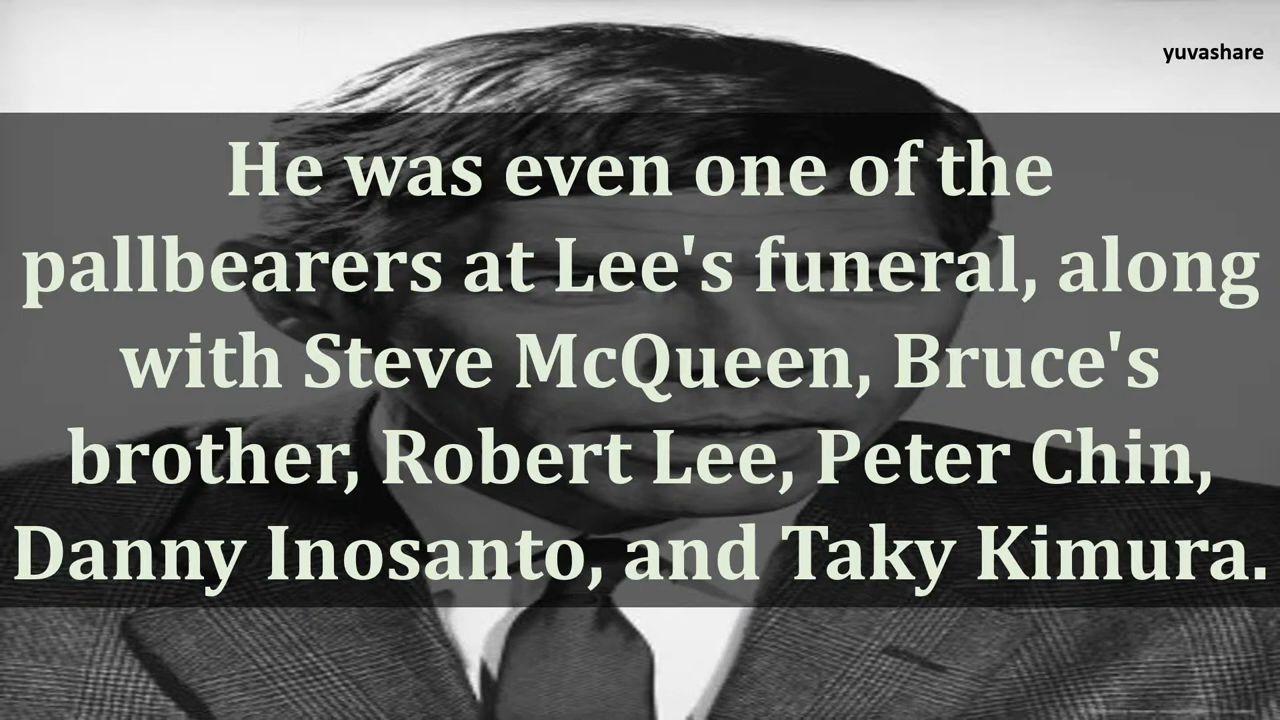 yuvashare
He was even one of the
pallbearers at Lee's funeral, along
with Steve McQueen, Bruce's
brother, Robert Lee, Peter Chin,
Danny Inosanto, and Taky Kimura.